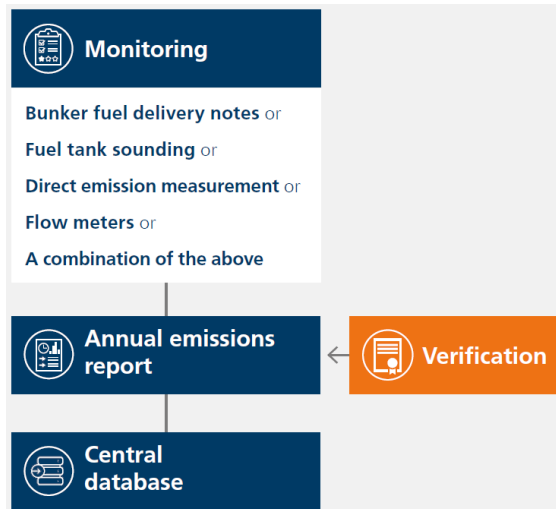 Monitoring
Bunker fuel delivery notes or
Fuel tank sounding or
Direct emission measurement or
Flow meters or
A combination of the above
Annual emissions
report
Verification
Central
database